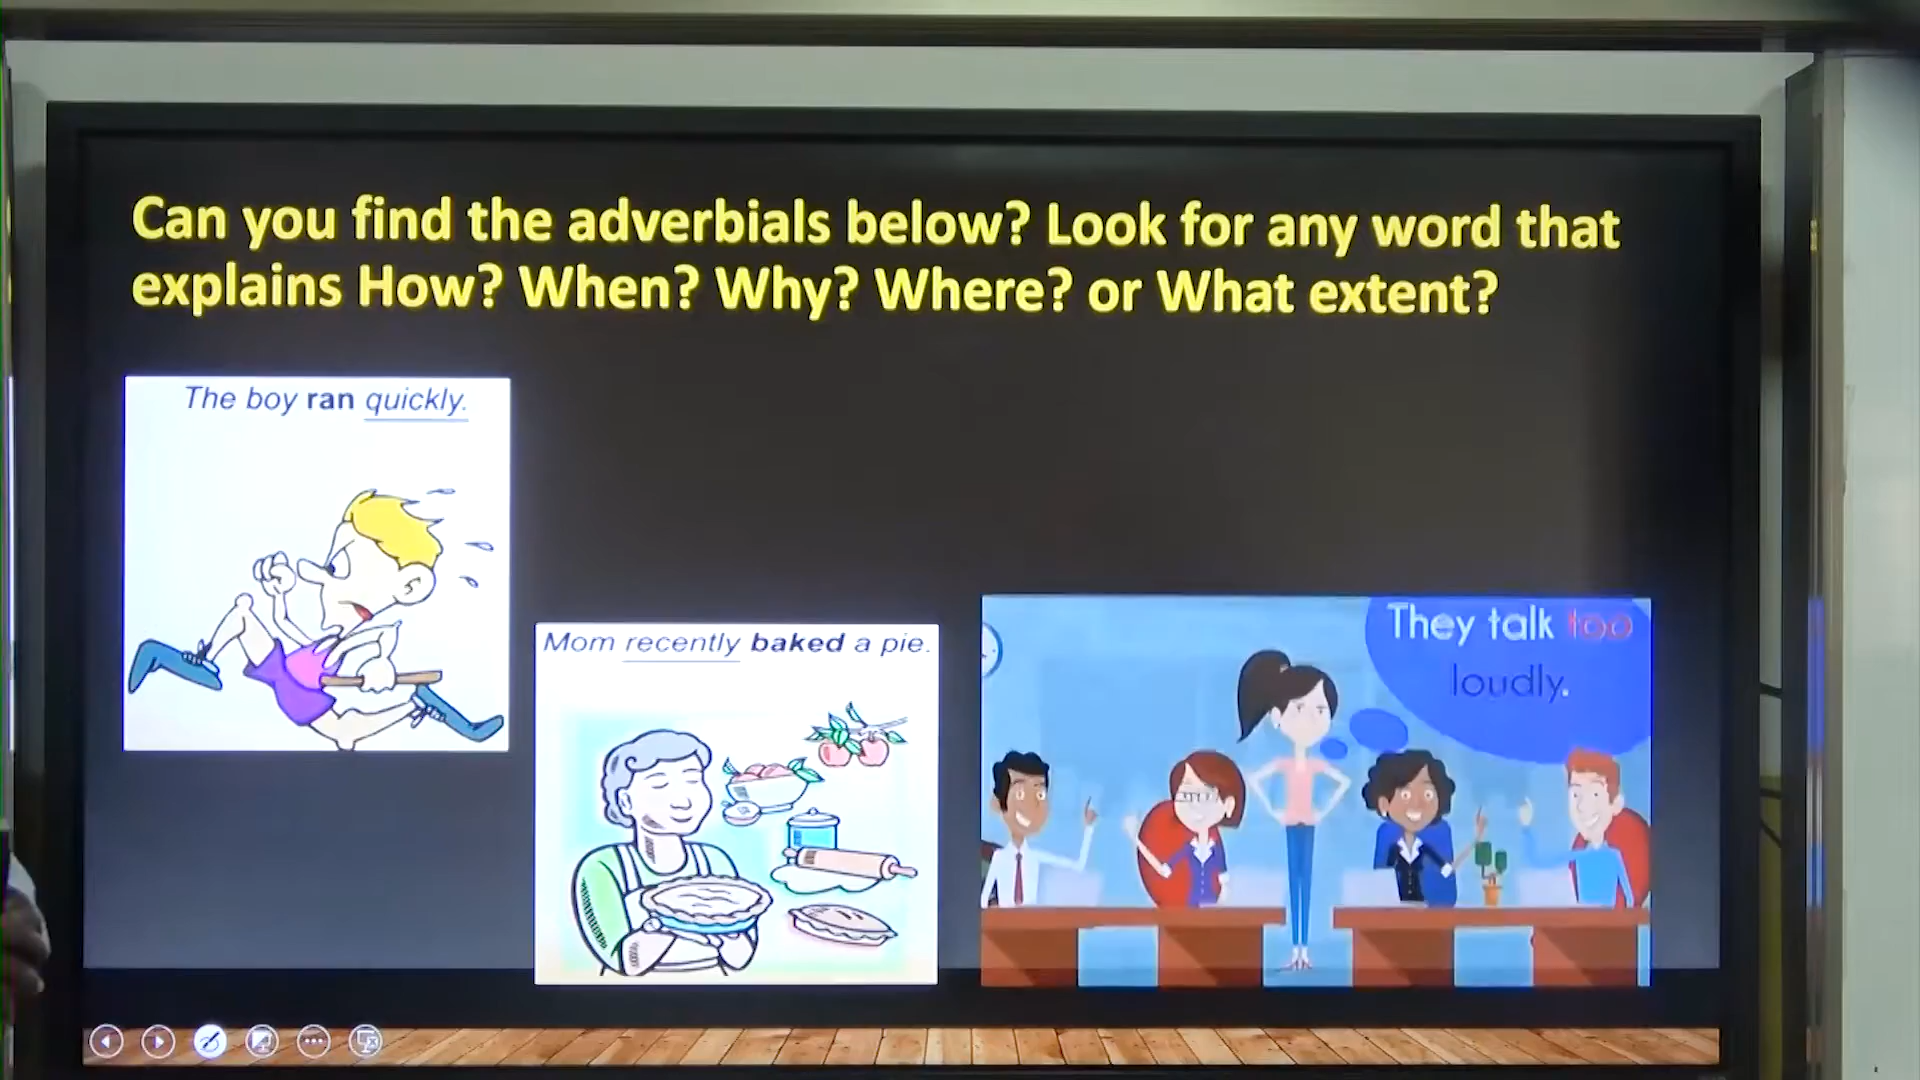 Can you find the adverbials below? Look for any word that
explains How? When? Why? Where? or What extent?
The boy ran quickly.
Mom recently baked a pie.
They talk too
loudly.